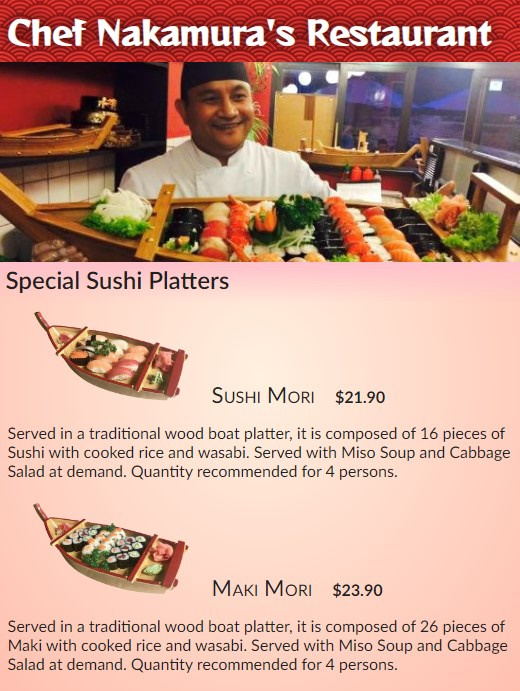 Chef Nakamura's Restaurant
Special Sushi Platters
Sushi Mori $21.90
Served in a traditional wood boat platter, it is composed of 16 pieces of
Sushi with cooked rice and wasabi. Served with Miso Soup and Cabbage
Salad at demand. Quantity recommended for 4 persons.
Maki Mori $23.90
Served in a traditional wood boat platter, it is composed of 26 pieces of
Maki with cooked rice and wasabi. Served with Miso Soup and Cabbage
Salad at demand. Quantity recommended for 4 persons.